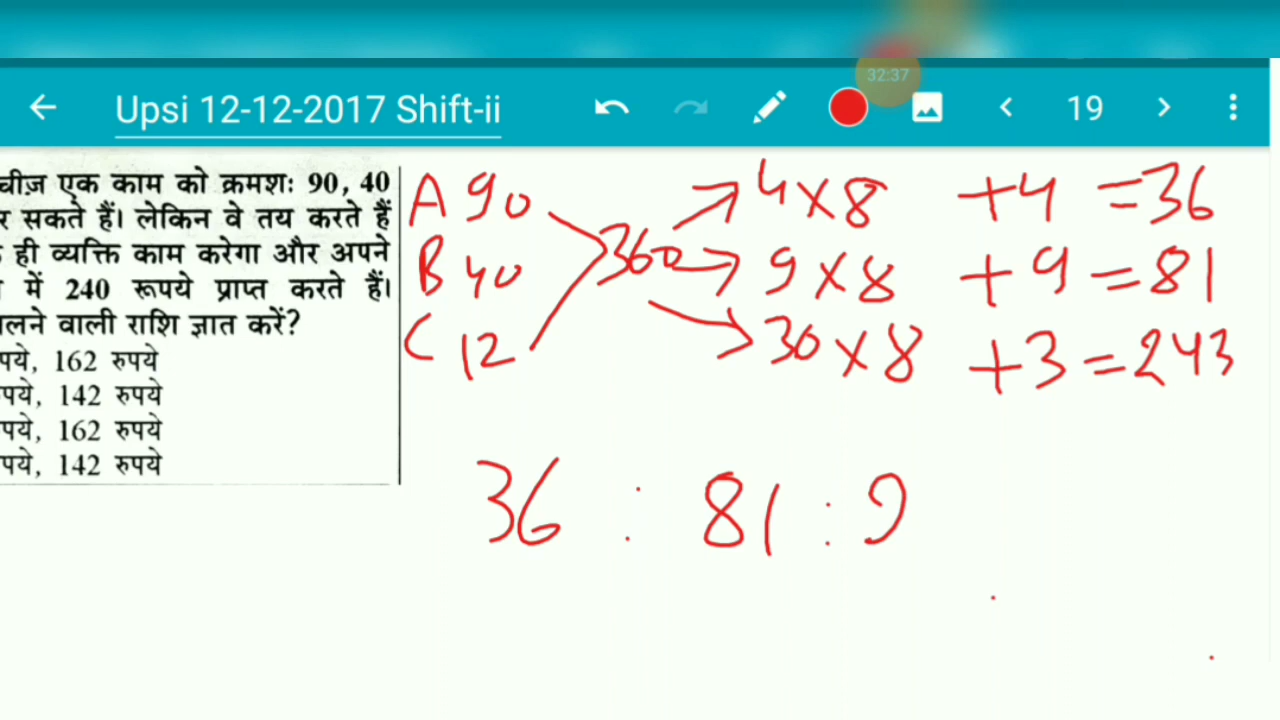 32:37
Upsi 12-12-2017 Shift-ii
19
चीज़ एक काम को क्रमशः 90, 40
र सकते हैं। लेकिन वे तय करते हैं
ही व्यक्ति काम करेगा और अपने
में 240 रूपये प्राप्त करते हैं।
लने वाली राशि ज्ञात करें?
पये, 162 रुपये
पये, 142 रुपये
पये, 162 रुपये
पये, 142 रुपये
A 90 4×8 +4 =36
B 40 360 9×8 +9 =81
C 12 30×8 +3 =243
36 : 81 : 2